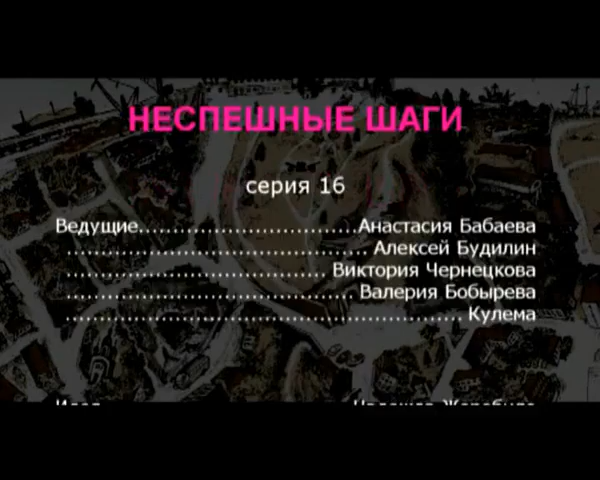 НЕСПЕШНЫЕ ШАГИ
серия 16
Ведущие.................................Анастасия Бабаева
.............................................. Алексей Будилин
....................................... Виктория Чернецкова
............................................ Валерия Бобырева
............................................................ Кулема